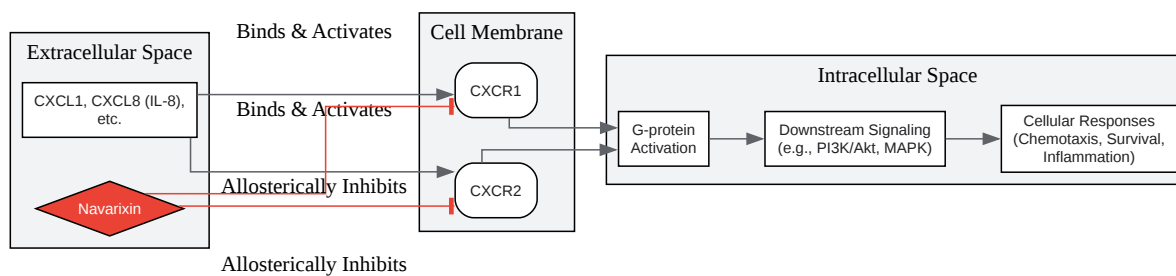 Extracellular Space
CXCL1, CXCL8 (IL-8),
etc.
Navarixin
Binds & Activates
Binds & Activates
Allosterically Inhibits
Allosterically Inhibits
Cell Membrane
CXCR1
CXCR2
Intracellular Space
G-protein
Activation
Downstream Signaling
(e.g., PI3K/Akt, MAPK)
Cellular Responses
(Chemotaxis, Survival,
Inflammation)